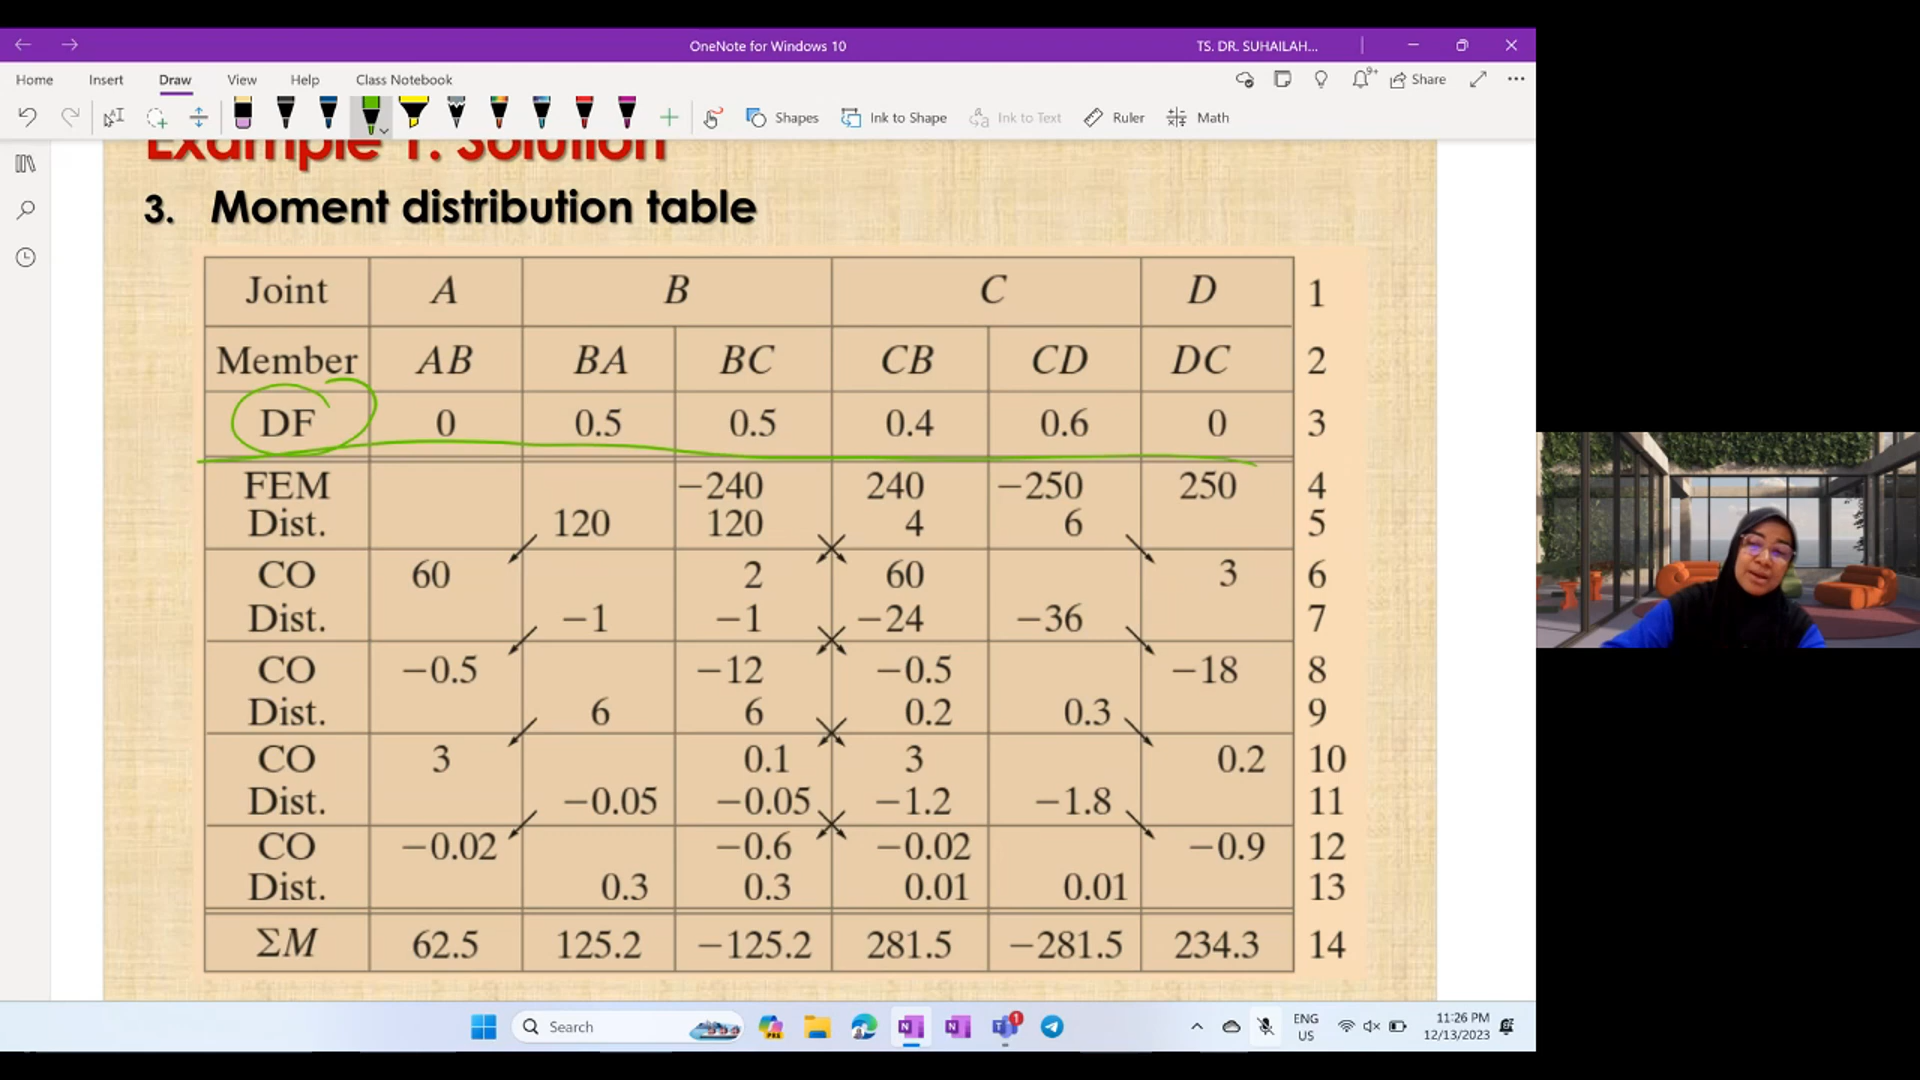 OneNote for Windows 10
TS. DR. SUHAILAH...
Home Insert Draw View Help Class Notebook
9+ Share
Shapes Ink to Shape Ink to Text Ruler Math
Example 1: Solution
3. Moment distribution table
Joint A B C D 1
Member AB BA BC CB CD DC 2
DF 0 0.5 0.5 0.4 0.6 0 3
FEM −240 240 −250 250 4
Dist. 120 120 4 6 5
CO 60 2 60 3 6
Dist. −1 −1 −24 −36 7
CO −0.5 −12 −0.5 −18 8
Dist. 6 6 0.2 0.3 9
CO 3 0.1 3 0.2 10
Dist. −0.05 −0.05 −1.2 −1.8 11
CO −0.02 −0.6 −0.02 −0.9 12
Dist. 0.3 0.3 0.01 0.01 13
ΣM 62.5 125.2 −125.2 281.5 −281.5 234.3 14
Search
1
ENG
US
11:26 PM
12/13/2023